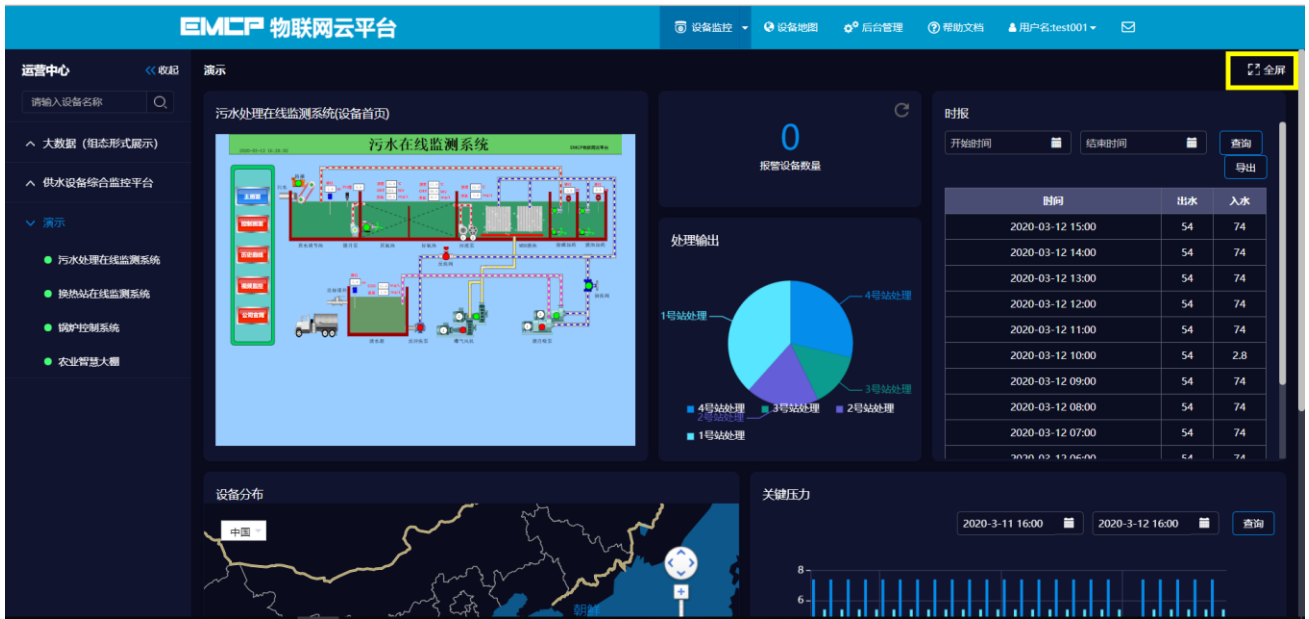 EMCP 物联网云平台
设备监控
设备地图
后台管理
帮助文档
用户名:test001
运营中心
收起
请输入设备名称
大数据（组态形式展示）
供水设备综合监控平台
演示
污水处理在线监测系统
换热站在线监测系统
锅炉控制系统
农业智慧大棚
演示
全屏
污水处理在线监测系统(设备首页)
污水在线监测系统
0
报警设备数量
处理输出
4号站处理
1号站处理
3号站处理
2号站处理
4号站处理
3号站处理
2号站处理
1号站处理
时报
开始时间
结束时间
查询
导出
时间 出水 入水
2020-03-12 15:00 54 74
2020-03-12 14:00 54 74
2020-03-12 13:00 54 74
2020-03-12 12:00 54 74
2020-03-12 11:00 54 74
2020-03-12 10:00 54 2.8
2020-03-12 09:00 54 74
2020-03-12 08:00 54 74
2020-03-12 07:00 54 74
2020-03-12 06:00 54 74
设备分布
中国
朝鲜
关键压力
2020-3-11 16:00
2020-3-12 16:00
查询
8
6